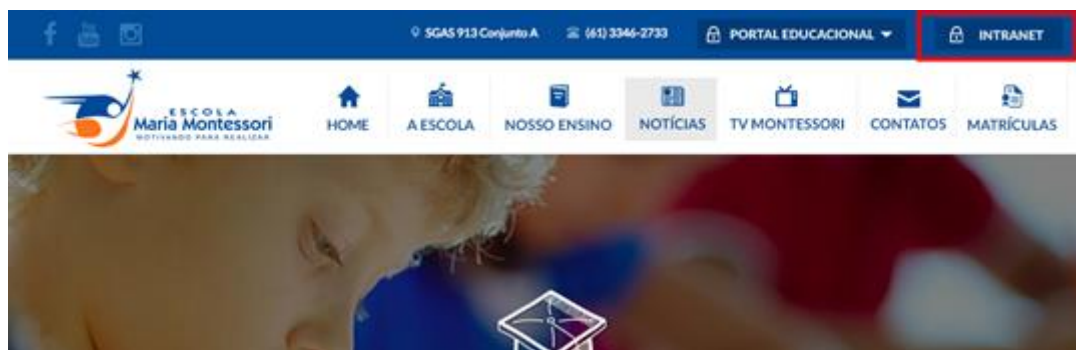 SGAS 913 Conjunto A (61) 3346-2733 PORTAL EDUCACIONAL INTRANET
ESCOLA
Maria Montessori
MOTIVANDO PARA REALIZAR
HOME A ESCOLA NOSSO ENSINO NOTÍCIAS TV MONTESSORI CONTATOS MATRÍCULAS